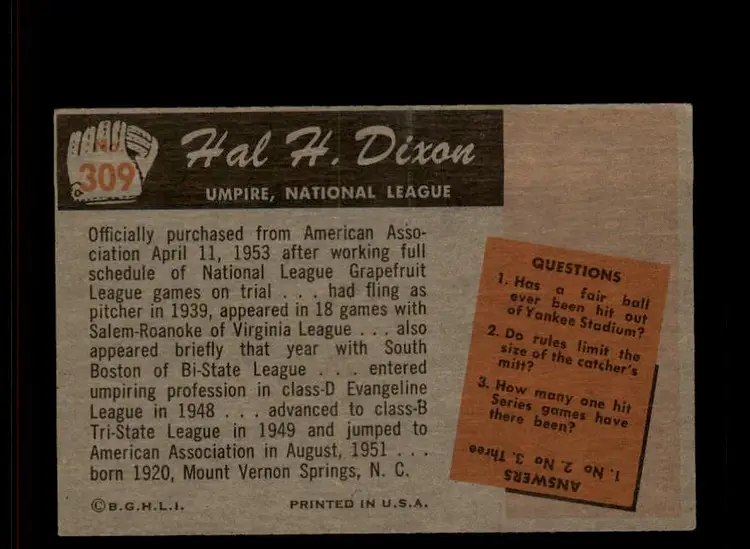 No.
309
Hal H. Dixon
UMPIRE, NATIONAL LEAGUE
Officially purchased from American Asso-
ciation April 11, 1953 after working full
schedule of National League Grapefruit
League games on trial . . . had fling as
pitcher in 1939, appeared in 18 games with
Salem-Roanoke of Virginia League . . . also
appeared briefly that year with South
Boston of Bi-State League . . . entered
umpiring profession in class-D Evangeline
League in 1948 . . . advanced to class-B
Tri-State League in 1949 and jumped to
American Association in August, 1951 . . .
born 1920, Mount Vernon Springs, N. C.
©B.G.H.L.I.
PRINTED IN U.S.A.
QUESTIONS
1. Has a fair ball
ever been hit out
of Yankee Stadium?
2. Do rules limit the
size of the catcher's
mitt?
3. How many one hit
Series games have
there been?
ANSWERS
1. No 2. No 3. Three